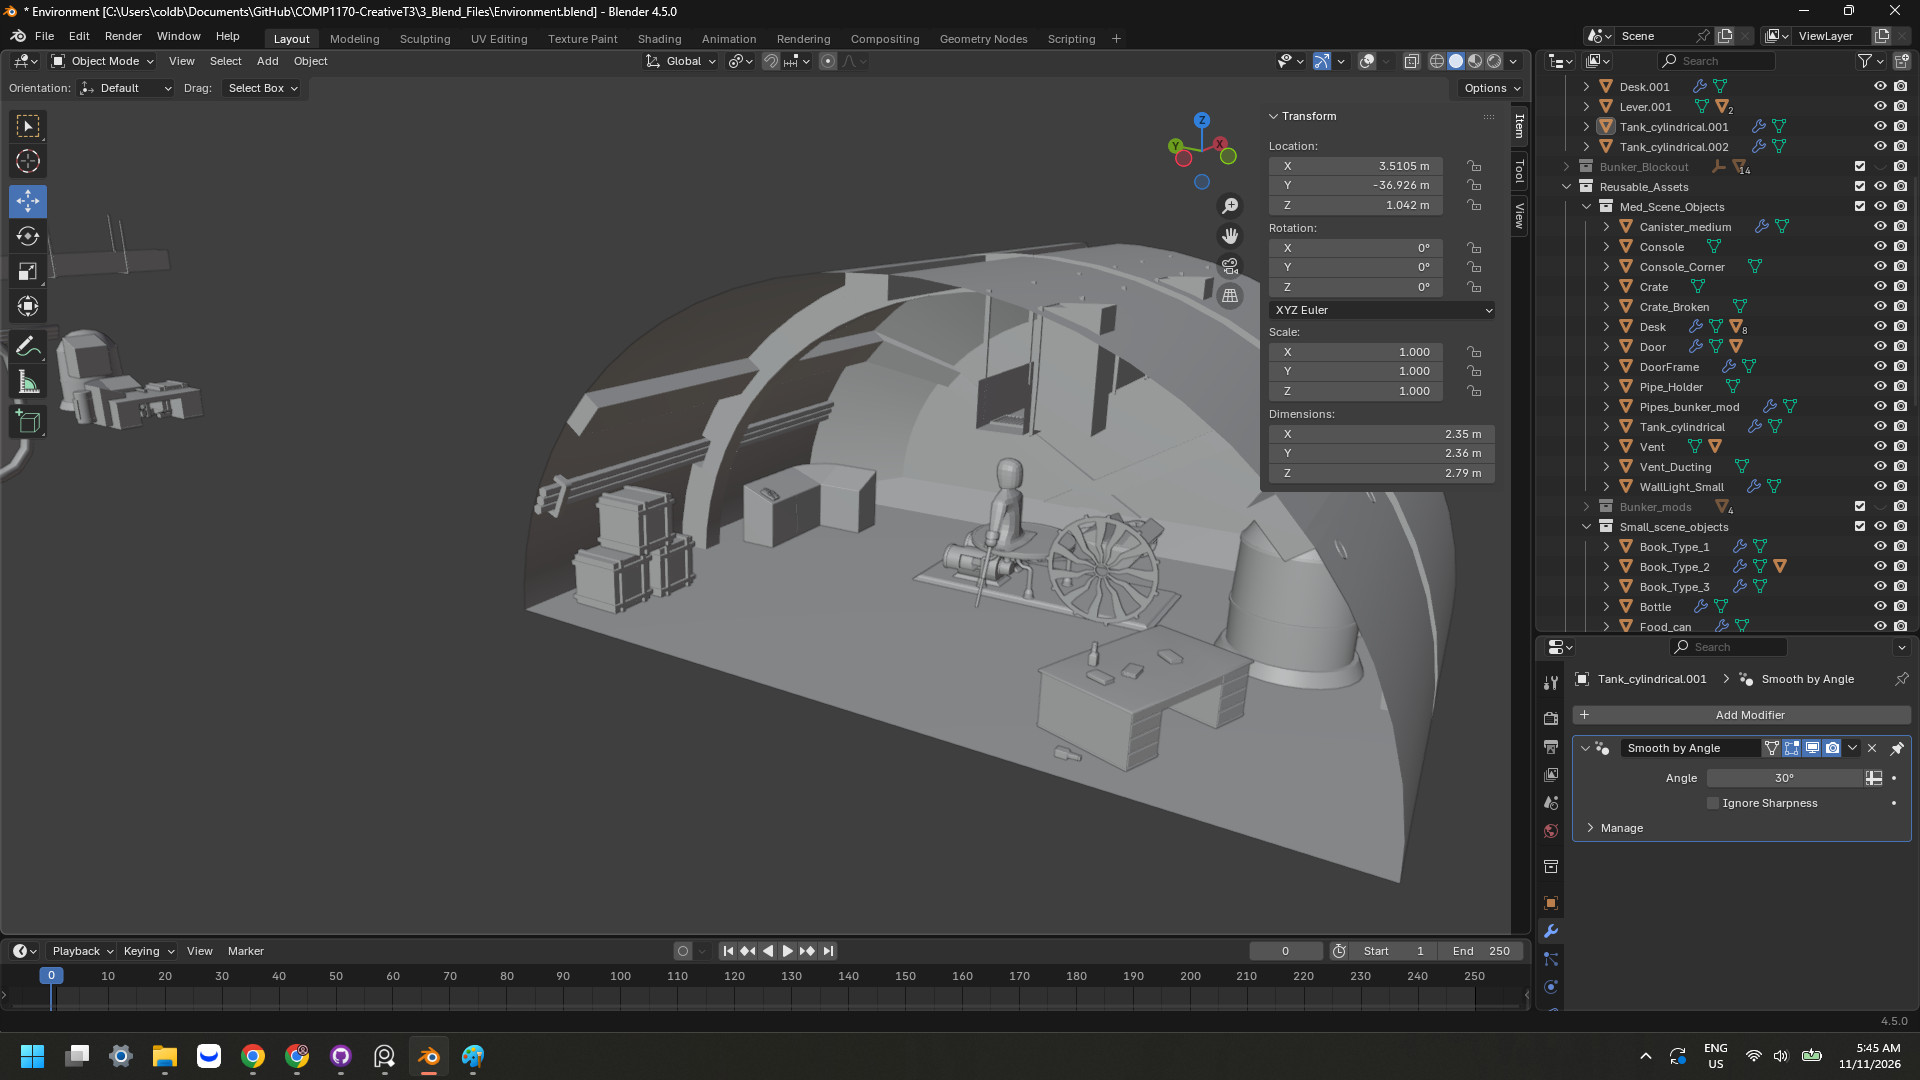 * Environment [C:\Users\coldb\Documents\GitHub\COMP1170-CreativeT3\3_Blend_Files\Environment.blend] - Blender 4.5.0
File Edit Render Window Help
Layout Modeling Sculpting UV Editing Texture Paint Shading Animation Rendering Compositing Geometry Nodes Scripting
Scene ViewLayer
Object Mode View Select Add Object
Global
Search
Orientation: Default Drag: Select Box
Options
Transform
Location:
X 3.5105 m
Y -36.926 m
Z 1.042 m
Rotation:
X 0°
Y 0°
Z 0°
XYZ Euler
Scale:
X 1.000
Y 1.000
Z 1.000
Dimensions:
X 2.35 m
Y 2.36 m
Z 2.79 m
Item
Tool
View
Z
Y
X
Desk.001
Lever.001 2
Tank_cylindrical.001
Tank_cylindrical.002
Bunker_Blockout 14
Reusable_Assets
Med_Scene_Objects
Canister_medium
Console
Console_Corner
Crate
Crate_Broken
Desk 8
Door
DoorFrame
Pipe_Holder
Pipes_bunker_mod
Tank_cylindrical
Vent
Vent_Ducting
WallLight_Small
Bunker_mods 4
Small_scene_objects
Book_Type_1
Book_Type_2
Book_Type_3
Bottle
Food_can
Search
Tank_cylindrical.001 Smooth by Angle
Add Modifier
Smooth by Angle
Angle 30°
Ignore Sharpness
Manage
Playback Keying View Marker
0 Start 1 End 250
0 10 20 30 40 50 60 70 80 90 100 110 120 130 140 150 160 170 180 190 200 210 220 230 240 250
4.5.0
ENG
US
5:45 AM
11/11/2026